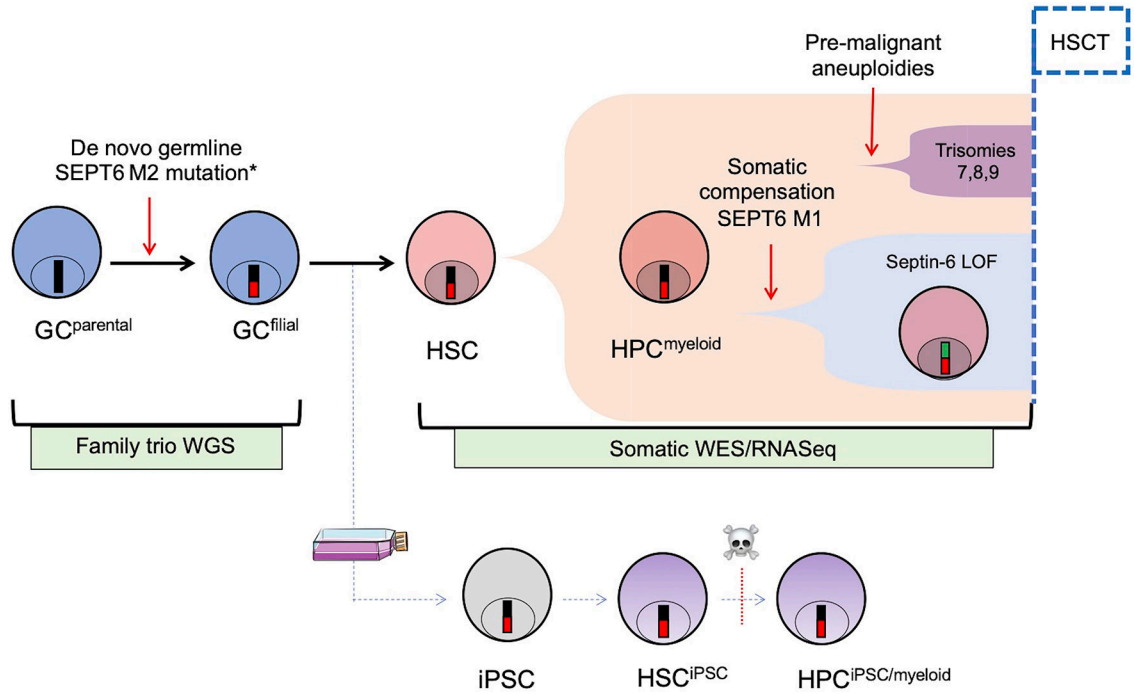 HSCT
Pre-malignant
aneuploidies
De novo germline
SEPT6 M2 mutation*
Somatic
compensation
SEPT6 M1
Trisomies
7,8,9
Septin-6 LOF
GCparental
GCfilial
HSC
HPCmyeloid
Family trio WGS
Somatic WES/RNASeq
iPSC
HSCiPSC
HPCiPSC/myeloid